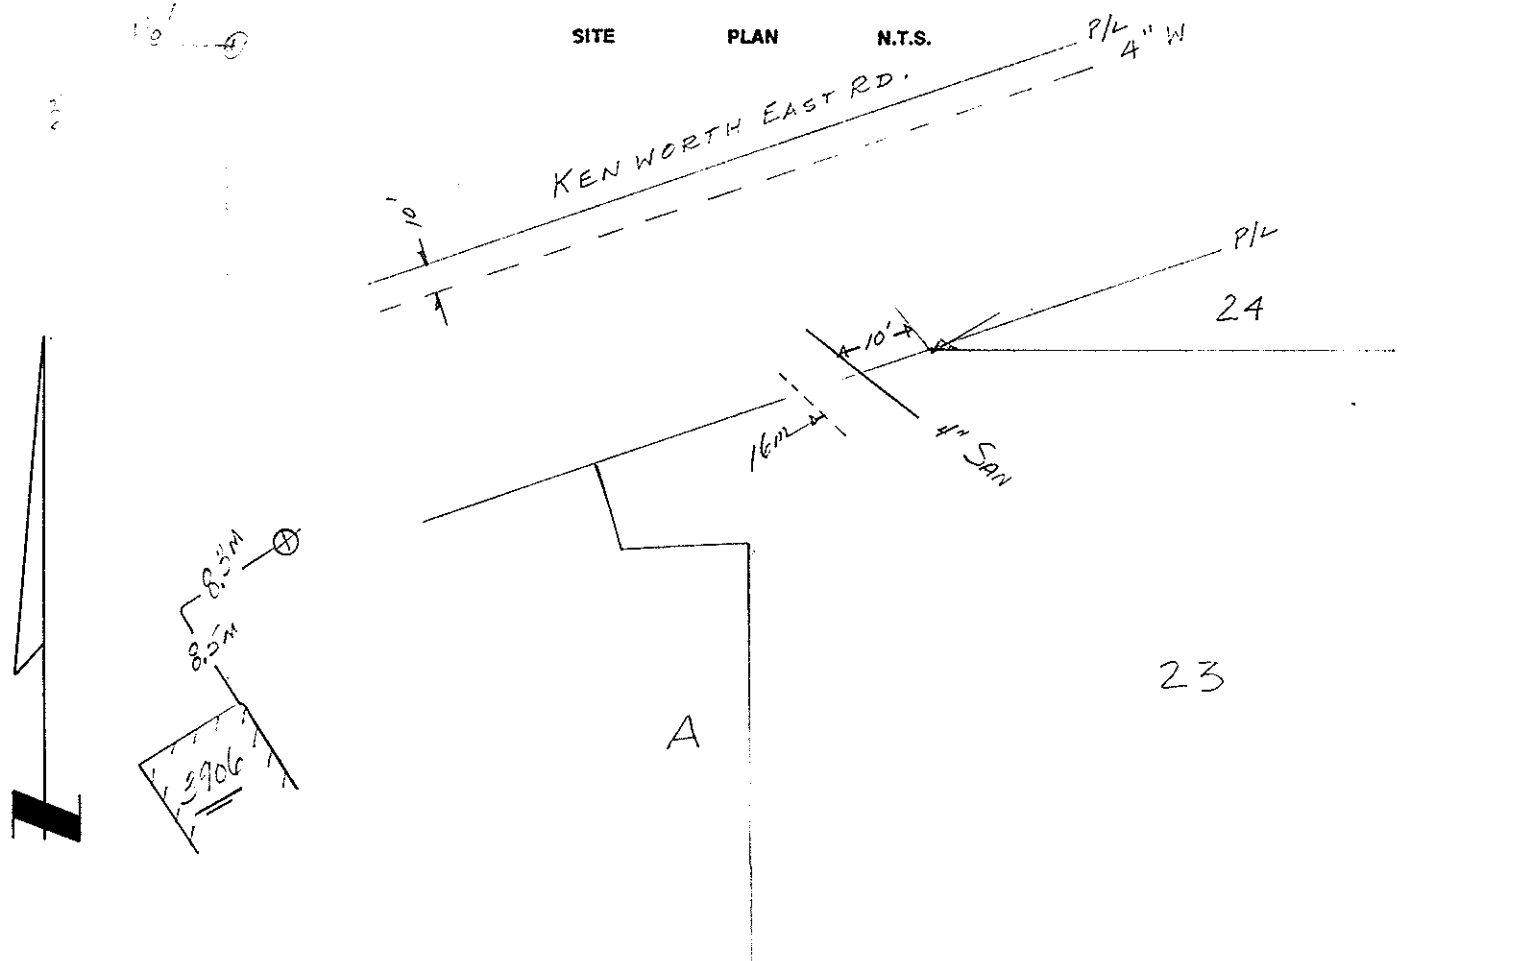 SITE PLAN N.T.S.
P/L
4" W
KENWORTH EAST RD.
10'
P/L
24
10'
16m
4" SAN
8.5M
8.5M
3906
A
23